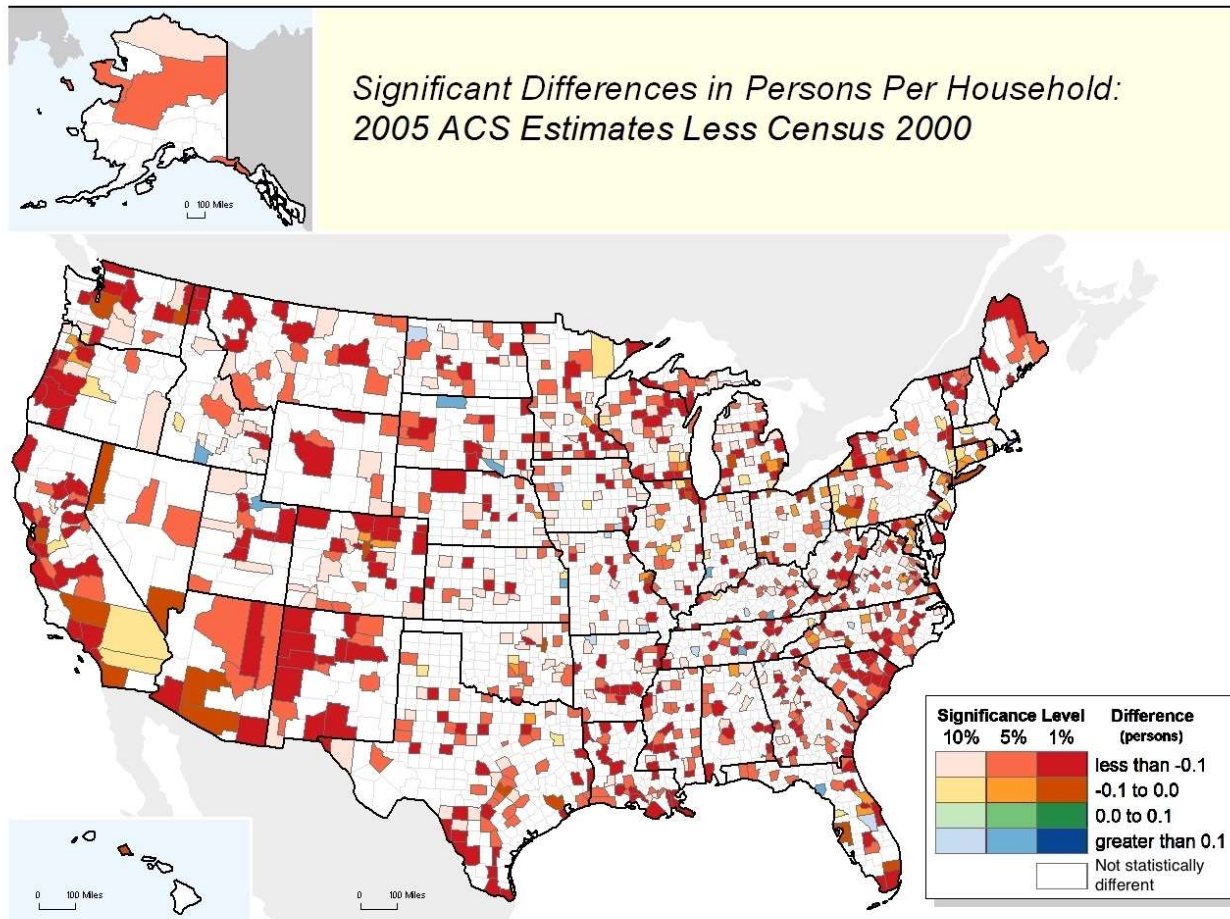 Significant Differences in Persons Per Household:
2005 ACS Estimates Less Census 2000
0 100 Miles
0 100 Miles
0 100 Miles
Significance Level Difference
10% 5% 1% (persons)
less than -0.1
-0.1 to 0.0
0.0 to 0.1
greater than 0.1
Not statistically
different